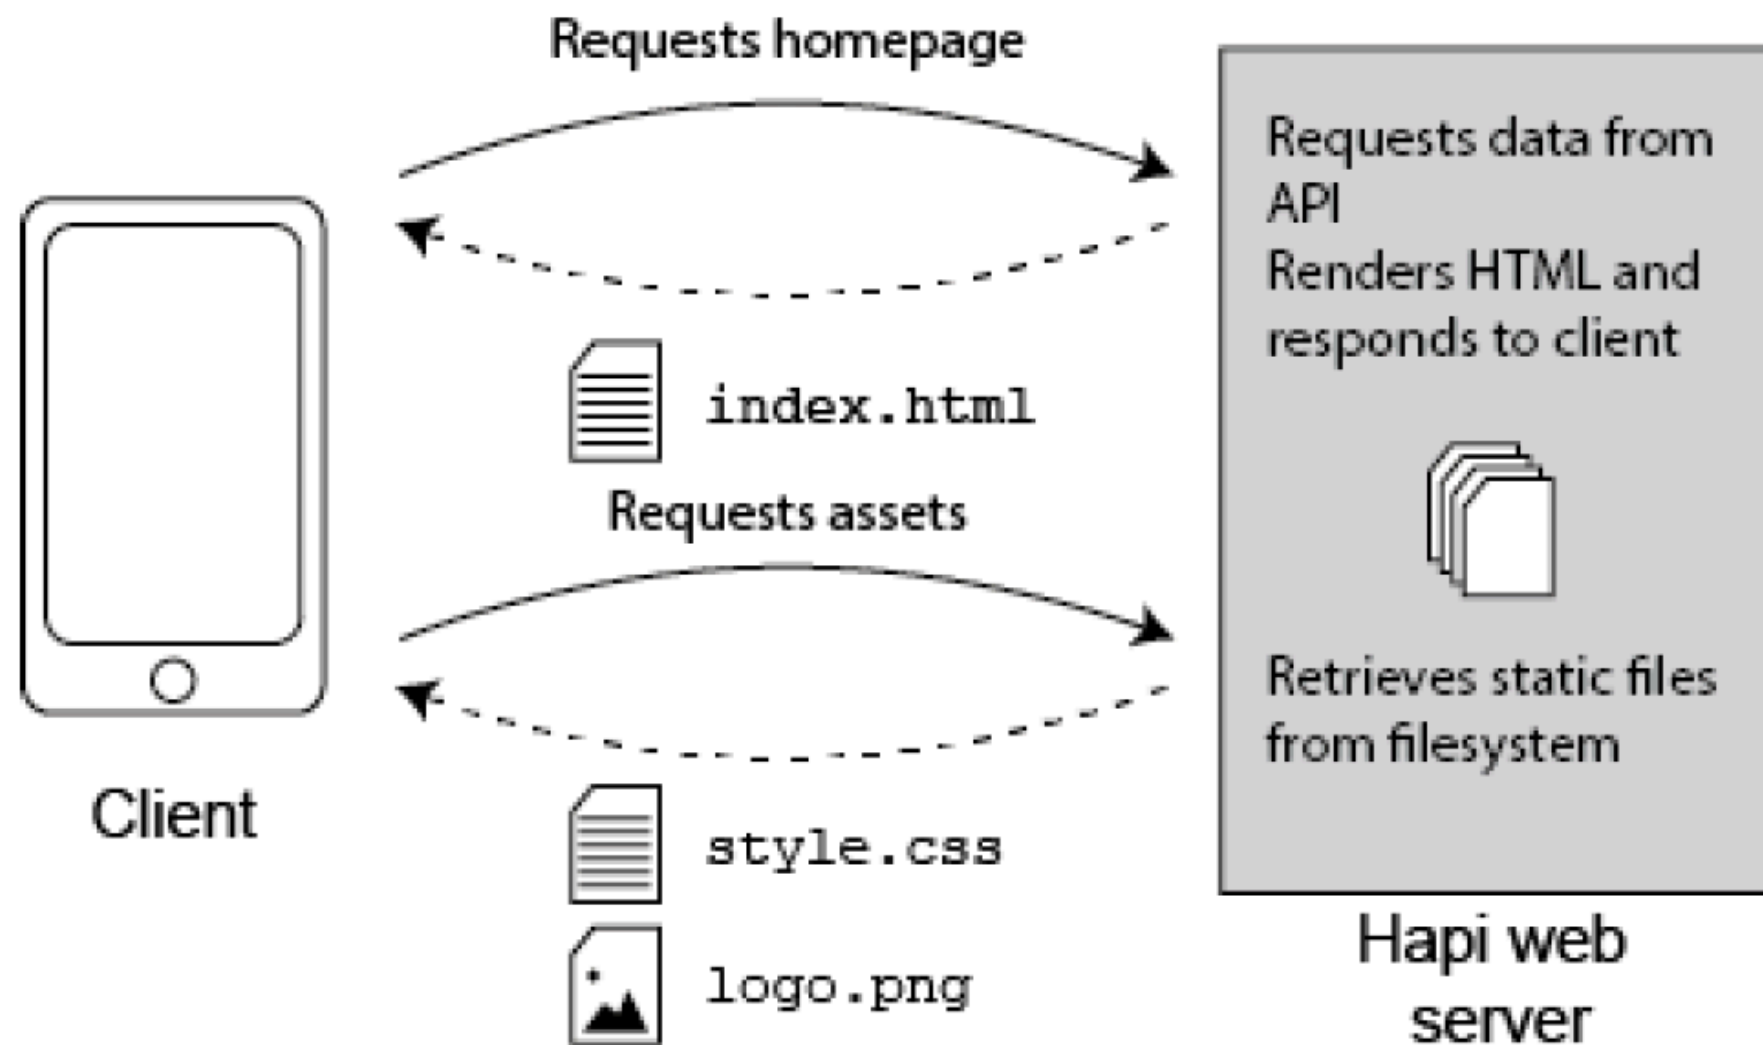 Requests homepage
Requests data from
API
Renders HTML and
responds to client
index.html
Requests assets
Retrieves static files
from filesystem
Client
style.css
logo.png
Hapi web
server